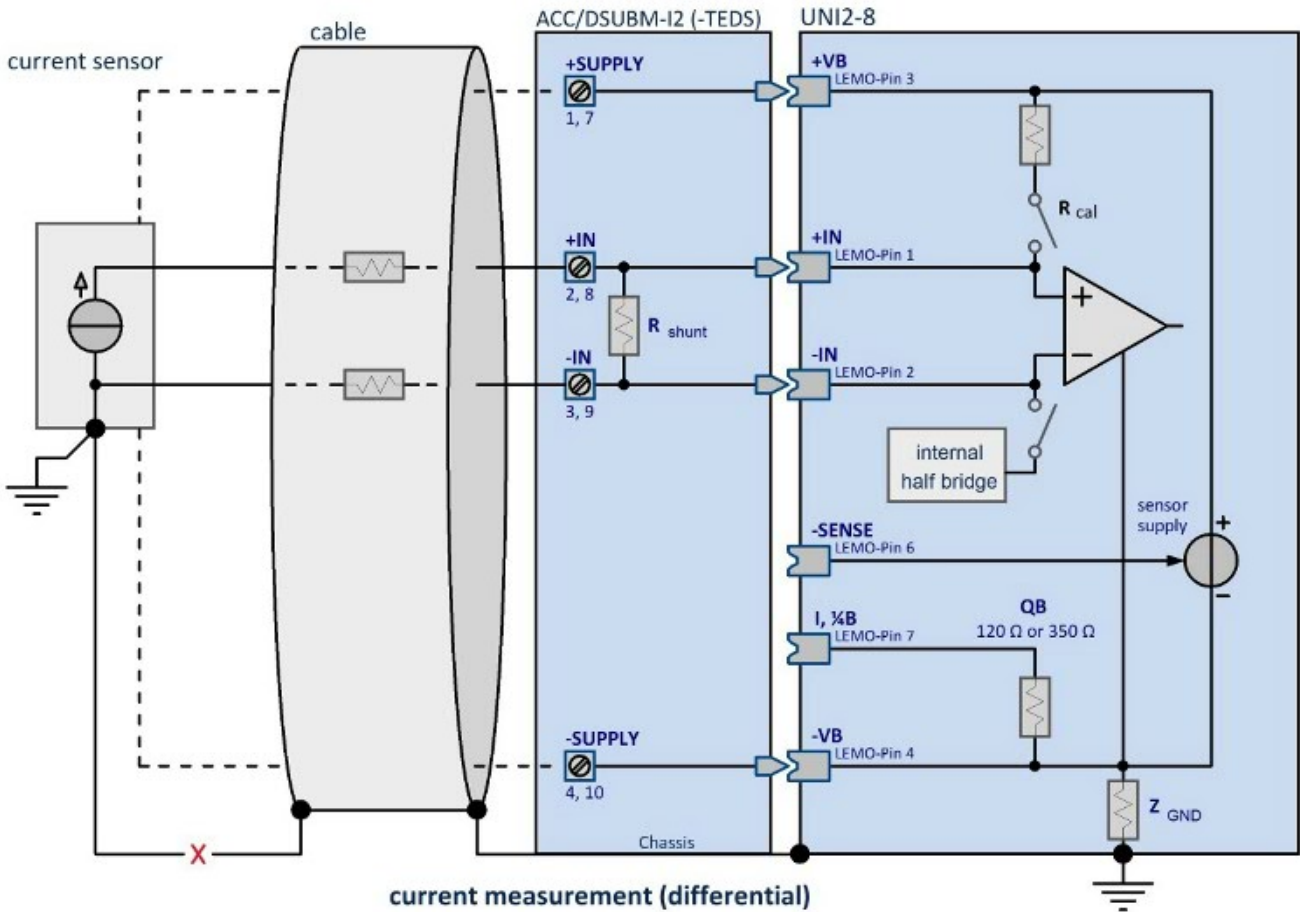 ACC/DSUBM-I2 (-TEDS)
UNI2-8
cable
current sensor
+SUPPLY
1, 7
+VB
LEMO-Pin 3
R cal
+IN
2, 8
+IN
LEMO-Pin 1
+
R shunt
-IN
3, 9
-IN
LEMO-Pin 2
−
internal
half bridge
sensor
supply
+
−
-SENSE
LEMO-Pin 6
I, ¼B
LEMO-Pin 7
QB
120 Ω or 350 Ω
-SUPPLY
4, 10
-VB
LEMO-Pin 4
Z GND
Chassis
X
current measurement (differential)